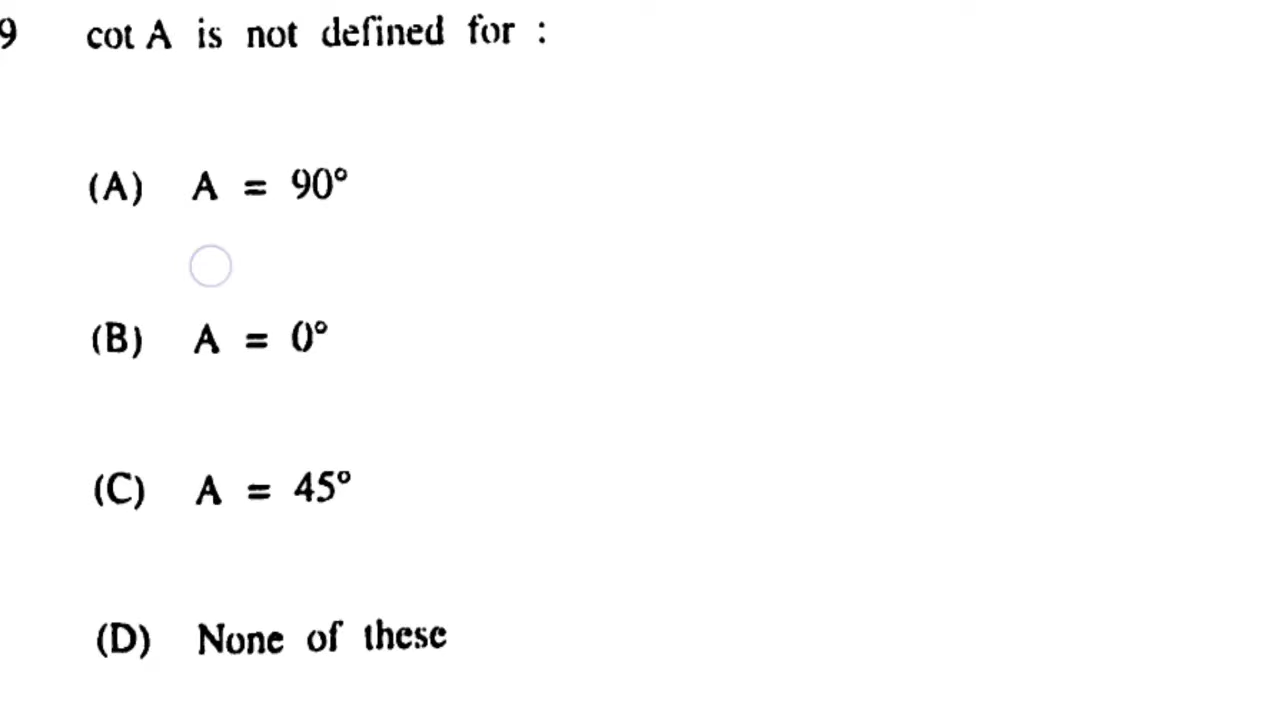 9 cot A is not defined for :
(A) A = 90°
(B) A = 0°
(C) A = 45°
(D) None of these